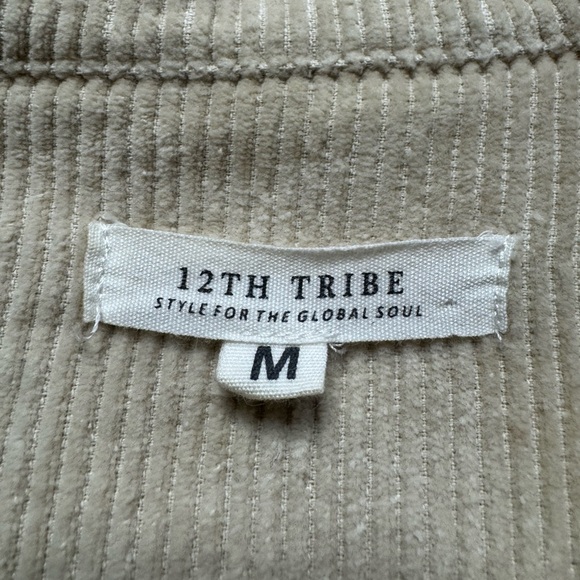 12TH TRIBE
STYLE FOR THE GLOBAL SOUL
M